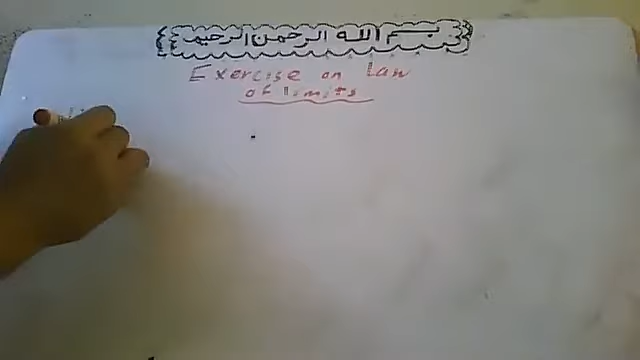 بسم الله الرحمن الرحيم
Exercise on Law
of limits